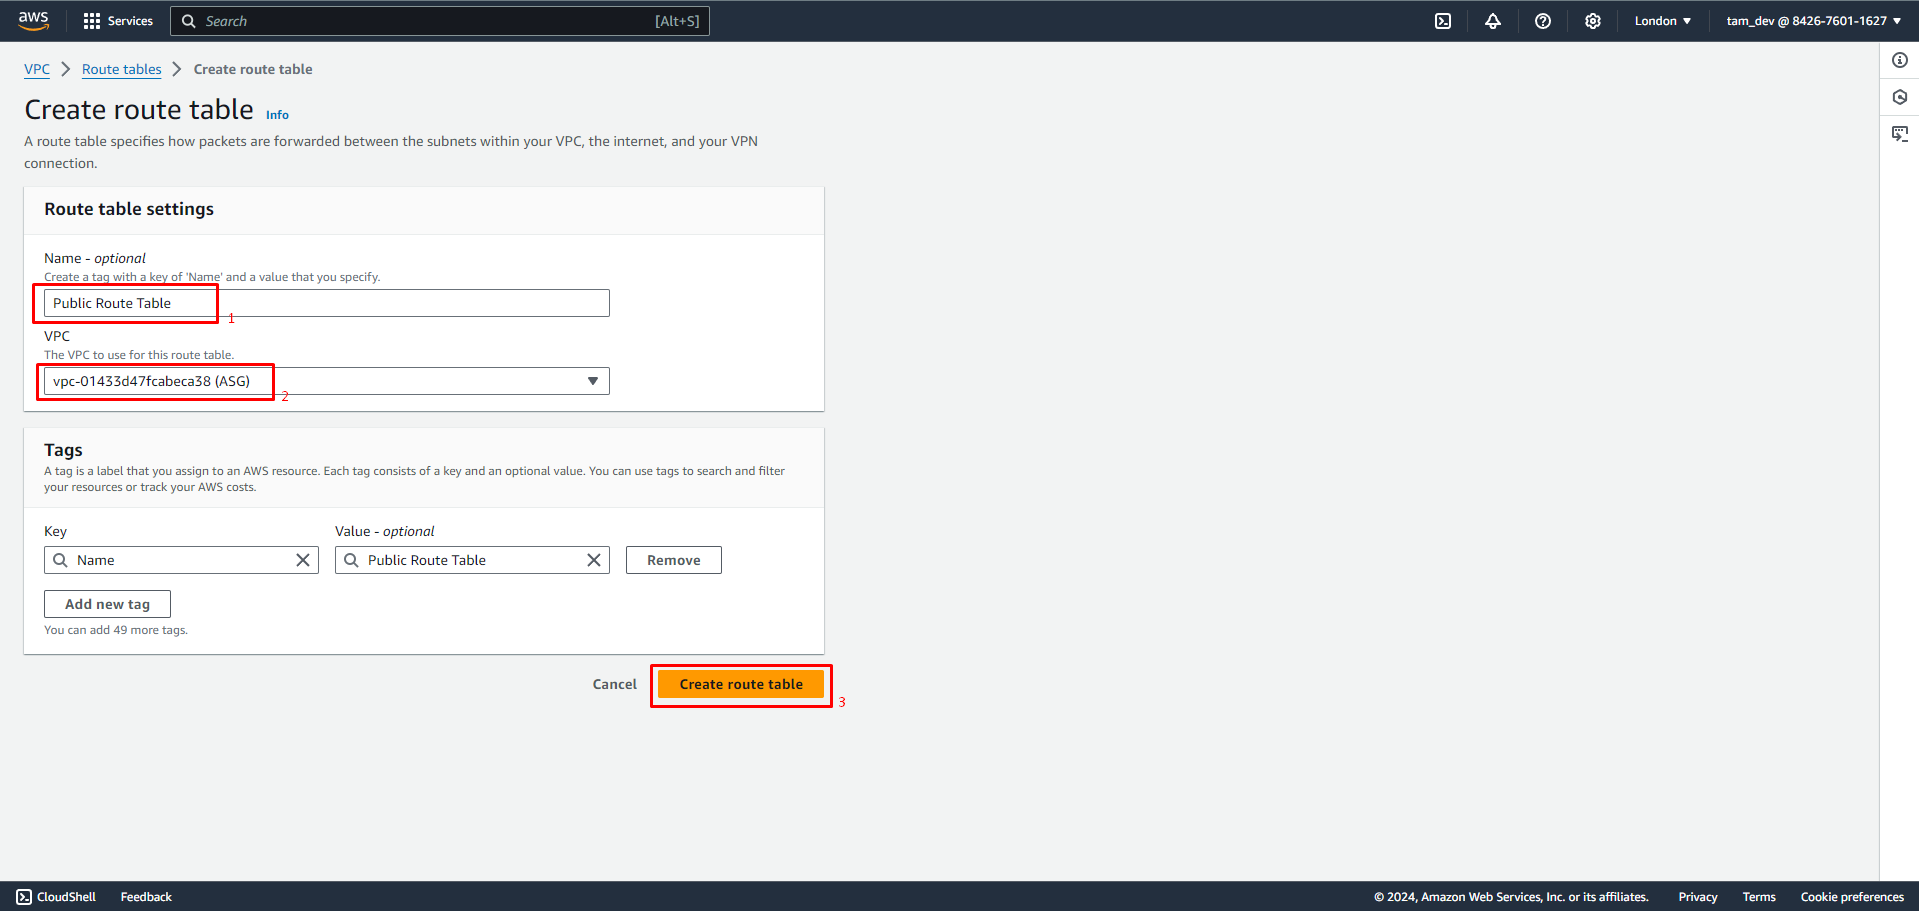 aws Services Search [Alt+S] London tam_dev @ 8426-7601-1627
VPC Route tables Create route table
Create route table Info
A route table specifies how packets are forwarded between the subnets within your VPC, the internet, and your VPN
connection.
Route table settings
Name - optional
Create a tag with a key of 'Name' and a value that you specify.
Public Route Table
1
VPC
The VPC to use for this route table.
vpc-01433d47fcabeca38 (ASG)
2
Tags
A tag is a label that you assign to an AWS resource. Each tag consists of a key and an optional value. You can use tags to search and filter
your resources or track your AWS costs.
Key Value - optional
Name Public Route Table Remove
Add new tag
You can add 49 more tags.
Cancel Create route table
3
CloudShell Feedback © 2024, Amazon Web Services, Inc. or its affiliates. Privacy Terms Cookie preferences